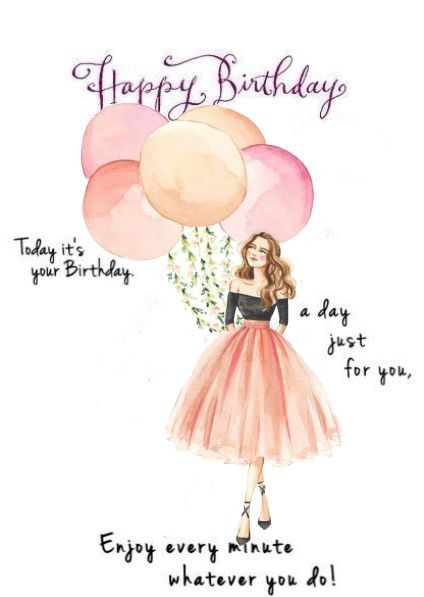 Happy Birthday
Today it's
your Birthday.
a day
just
for you,
Enjoy every minute
whatever you do!